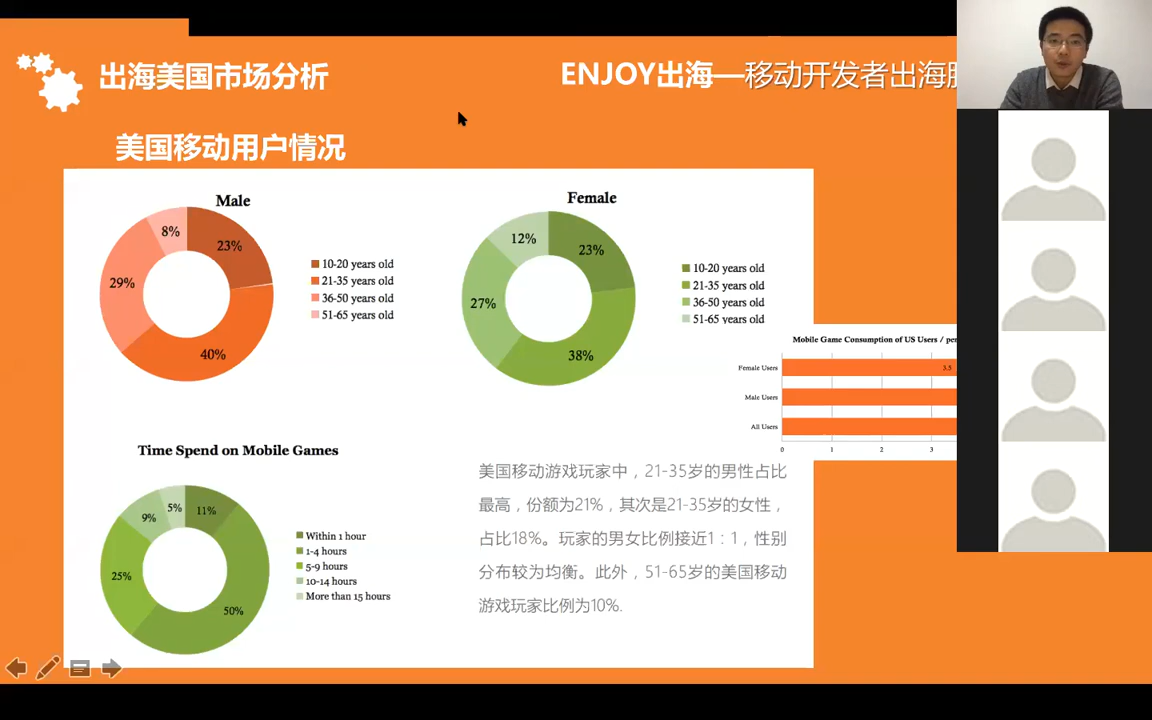 出海美国市场分析
ENJOY出海—移动开发者出海
美国移动用户情况
Male
8%
23%
29%
40%
10-20 years old
21-35 years old
36-50 years old
51-65 years old
Female
12%
23%
27%
38%
10-20 years old
21-35 years old
36-50 years old
51-65 years old
Mobile Game Consumption of US Users / per
Female Users
3.5
Male Users
All Users
0 1 2 3
Time Spend on Mobile Games
5%
11%
9%
25%
50%
Within 1 hour
1-4 hours
5-9 hours
10-14 hours
More than 15 hours
美国移动游戏玩家中，21-35岁的男性占比
最高，份额为21%，其次是21-35岁的女性，
占比18%。玩家的男女比例接近1：1，性别
分布较为均衡。此外，51-65岁的美国移动
游戏玩家比例为10%.